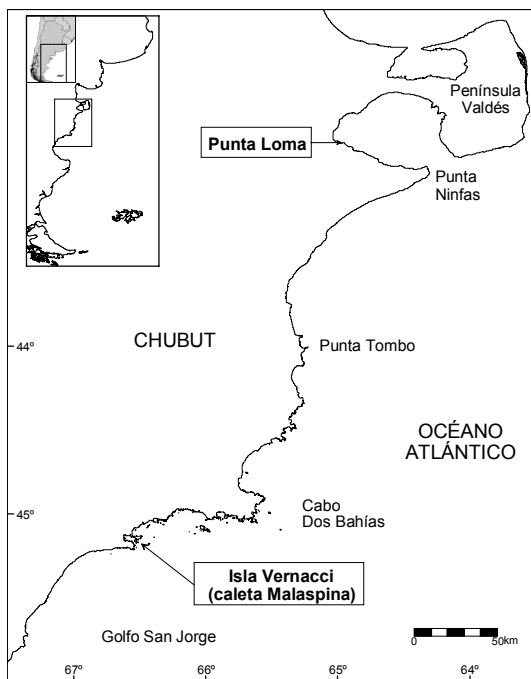 Península
Valdés
Punta Loma
Punta
Ninfas
CHUBUT
44º
Punta Tombo
OCÉANO
ATLÁNTICO
Cabo
Dos Bahías
45º
Isla Vernacci
(caleta Malaspina)
Golfo San Jorge
0 50km
67º 66º 65º 64º